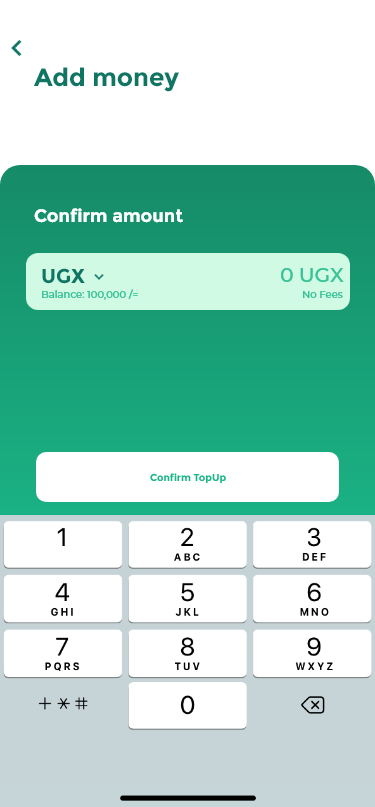 Add money
Confirm amount
UGX 0 UGX
Balance: 100,000 /= No Fees
Confirm TopUp
1 2 3
ABC DEF
4 5 6
GHI JKL MNO
7 8 9
PQRS TUV WXYZ
+ * # 0